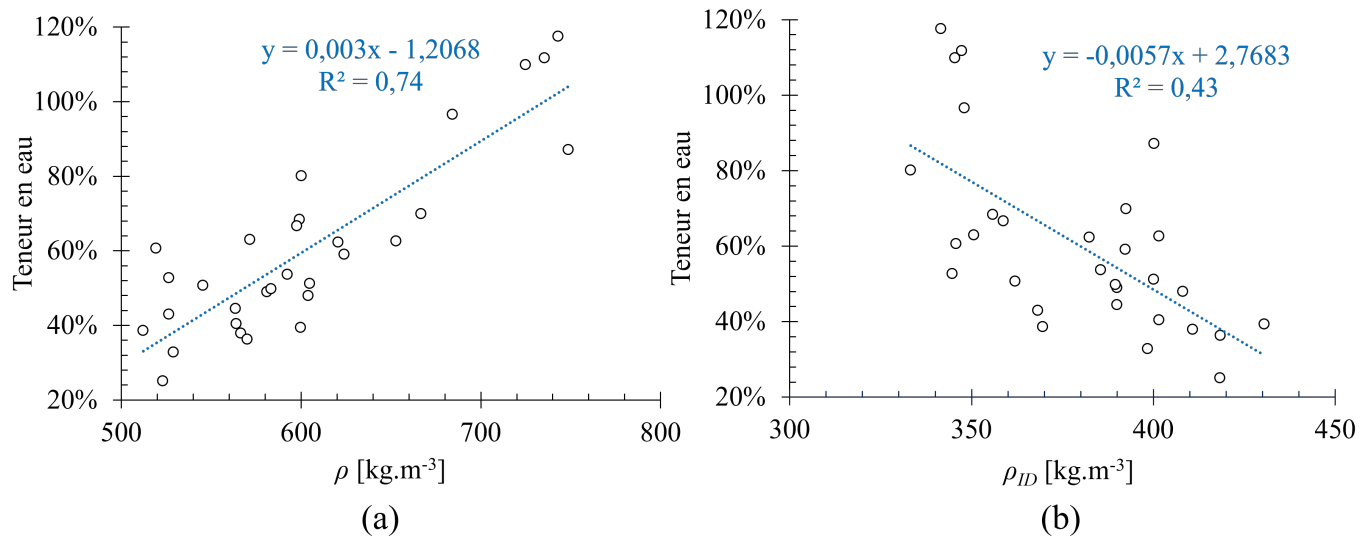 120%
100%
80%
60%
40%
20%
Teneur en eau
y = 0,003x - 1,2068
R² = 0,74
500
600
700
800
ρ [kg.m⁻³]
(a)
120%
100%
80%
60%
40%
20%
Teneur en eau
y = -0,0057x + 2,7683
R² = 0,43
300
350
400
450
ρ_ID [kg.m⁻³]
(b)